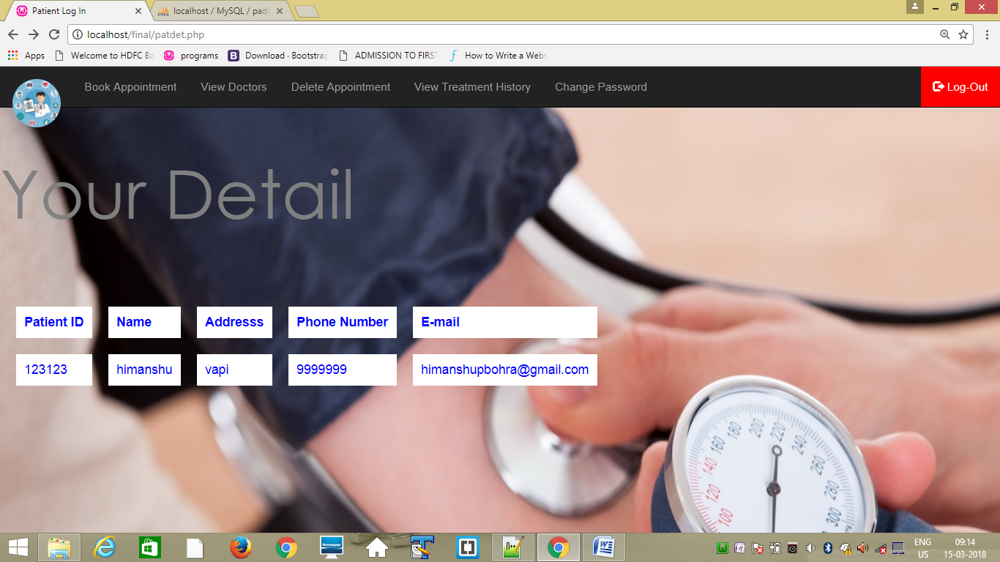 Patient Log In
localhost / MySQL / pado
localhost/final/patdet.php
Apps Welcome to HDFC Ba programs Download · Bootstrap ADMISSION TO FIRST How to Write a Webs
Book Appointment View Doctors Delete Appointment View Treatment History Change Password Log-Out
Your Detail
Patient ID Name Addresss Phone Number E-mail
123123 himanshu vapi 9999999 himanshupbohra@gmail.com
100 120 140 160 180 200 220 240 260 280 300
lenovo
ENG 09:14
US 15-03-2018